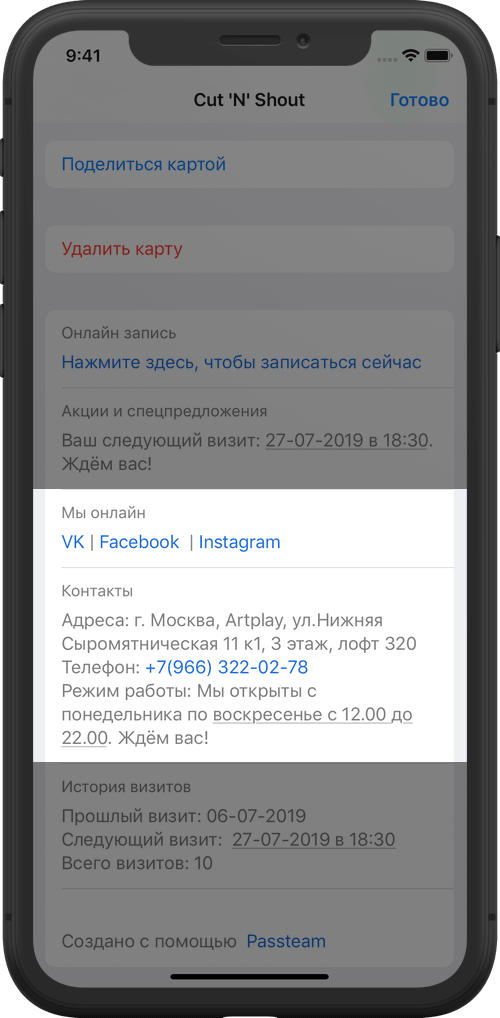 9:41
Cut 'N' Shout
Готово
Поделиться картой
Удалить карту
Онлайн запись
Нажмите здесь, чтобы записаться сейчас
Акции и спецпредложения
Ваш следующий визит: 27-07-2019 в 18:30.
Ждём вас!
Мы онлайн
VK | Facebook | Instagram
Контакты
Адреса: г. Москва, Artplay, ул.Нижняя
Сыромятническая 11 к1, 3 этаж, лофт 320
Телефон: +7(966) 322-02-78
Режим работы: Мы открыты с
понедельника по воскресенье с 12.00 до
22.00. Ждём вас!
История визитов
Прошлый визит: 06-07-2019
Следующий визит: 27-07-2019 в 18:30
Всего визитов: 10
Создано с помощью Passteam